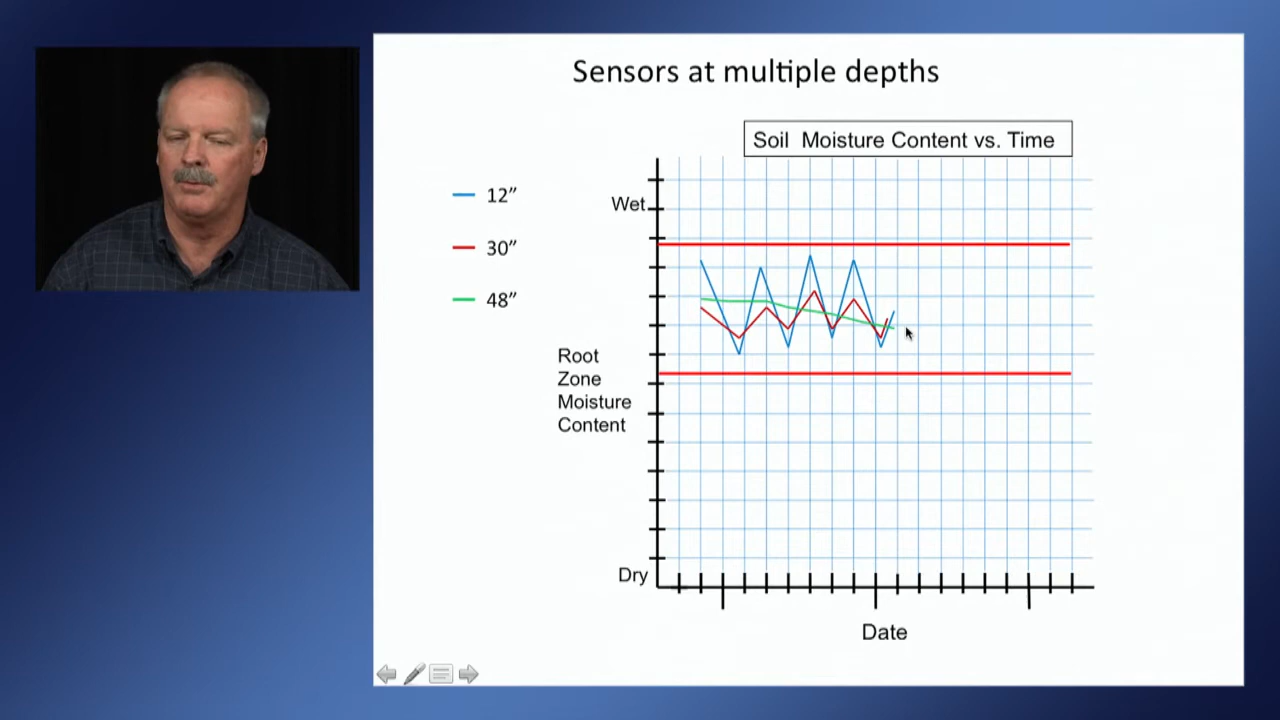 Sensors at multiple depths
Soil Moisture Content vs. Time
12”
30”
48”
Wet
Root
Zone
Moisture
Content
Dry
Date